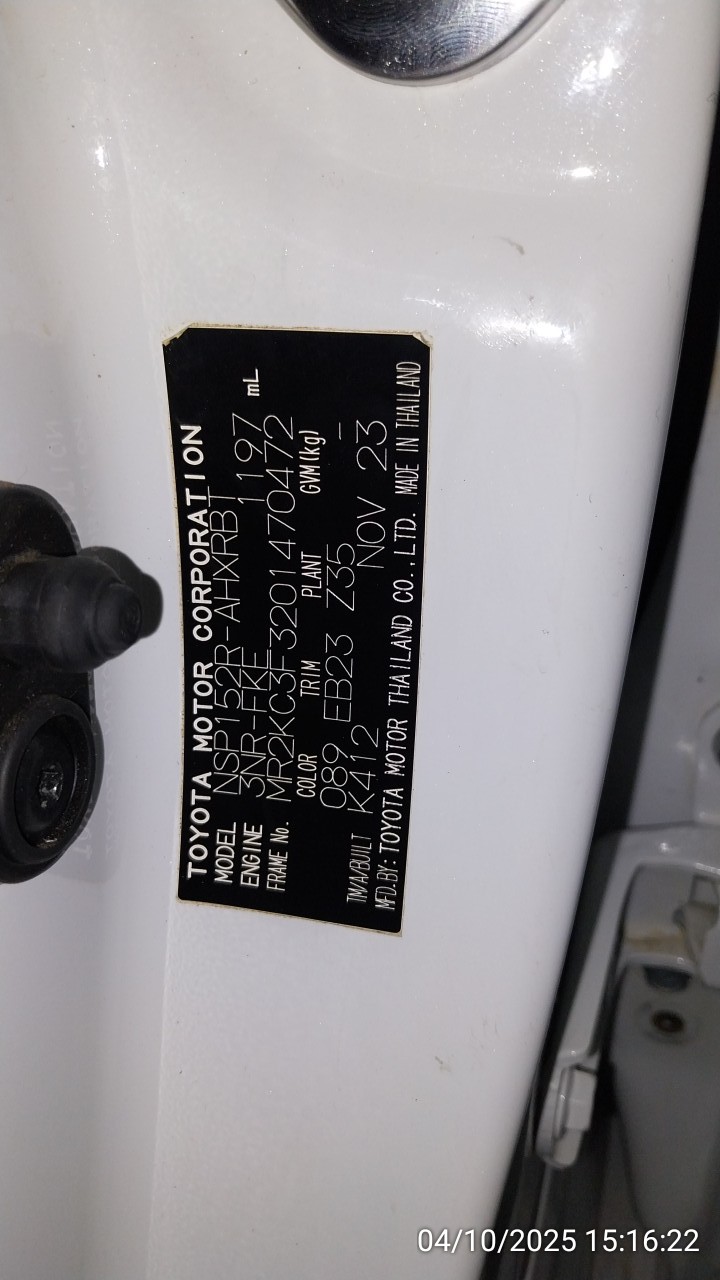 TOYOTA MOTOR CORPORATION
MODEL NSP152R-AHXRBT
ENGINE 3NR-FKE 1197 mL
FRAME No. MR2KC3F3201470472
COLOR TRIM PLANT GVM(kg)
089 EB23 Z35 -
TM/A/BUILT K412 NOV 23
MFD.BY: TOYOTA MOTOR THAILAND CO.,LTD. MADE IN THAILAND
04/10/2025 15:16:22